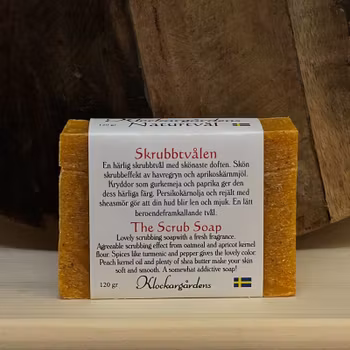 Klockargårdens
Naturtvål
Skrubbtvålen
En härlig skrubbtvål med skönaste doften. Skön
skrubbeffekt av havregryn och aprikoskärnmjöl.
Kryddor som gurkemeja och paprika ger den
dess härliga färg. Persikokärnolja och rejält med
sheasmör gör att din hud blir len och mjuk. En lätt
beroendeframkallande tvål.
The Scrub Soap
Lovely scrubbing soapwith a fresh fragrance.
Agreeable scrubbing effect from oatmeal and apricot kernel
flour. Spices like turmeric and pepper gives the lovely color.
Peach kernel oil and plenty of shea butter make your skin
soft and smooth. A somewhat addictive soap!
120 gr
Klockargårdens